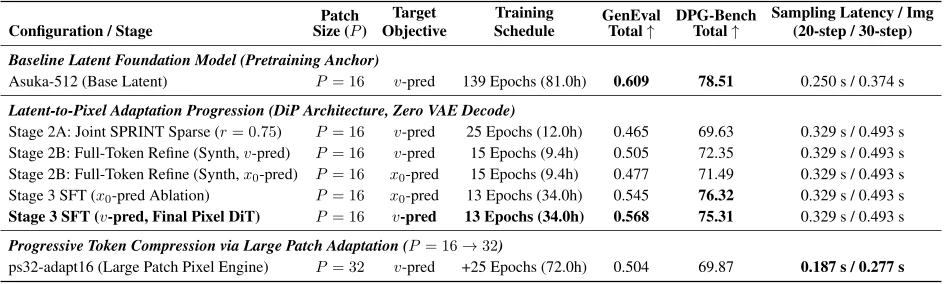 Configuration / Stage Patch Size (P) Target Objective Training Schedule GenEval Total ↑ DPG-Bench Total ↑ Sampling Latency / Img (20-step / 30-step)
Baseline Latent Foundation Model (Pretraining Anchor)
Asuka-512 (Base Latent) P = 16 v-pred 139 Epochs (81.0h) 0.609 78.51 0.250 s / 0.374 s
Latent-to-Pixel Adaptation Progression (DiP Architecture, Zero VAE Decode)
Stage 2A: Joint SPRINT Sparse (r = 0.75) P = 16 v-pred 25 Epochs (12.0h) 0.465 69.63 0.329 s / 0.493 s
Stage 2B: Full-Token Refine (Synth, v-pred) P = 16 v-pred 15 Epochs (9.4h) 0.505 72.35 0.329 s / 0.493 s
Stage 2B: Full-Token Refine (Synth, x₀-pred) P = 16 x₀-pred 15 Epochs (9.4h) 0.477 71.49 0.329 s / 0.493 s
Stage 3 SFT (x₀-pred Ablation) P = 16 x₀-pred 13 Epochs (34.0h) 0.545 76.32 0.329 s / 0.493 s
Stage 3 SFT (v-pred, Final Pixel DiT) P = 16 v-pred 13 Epochs (34.0h) 0.568 75.31 0.329 s / 0.493 s
Progressive Token Compression via Large Patch Adaptation (P = 16 → 32)
ps32-adapt16 (Large Patch Pixel Engine) P = 32 v-pred +25 Epochs (72.0h) 0.504 69.87 0.187 s / 0.277 s